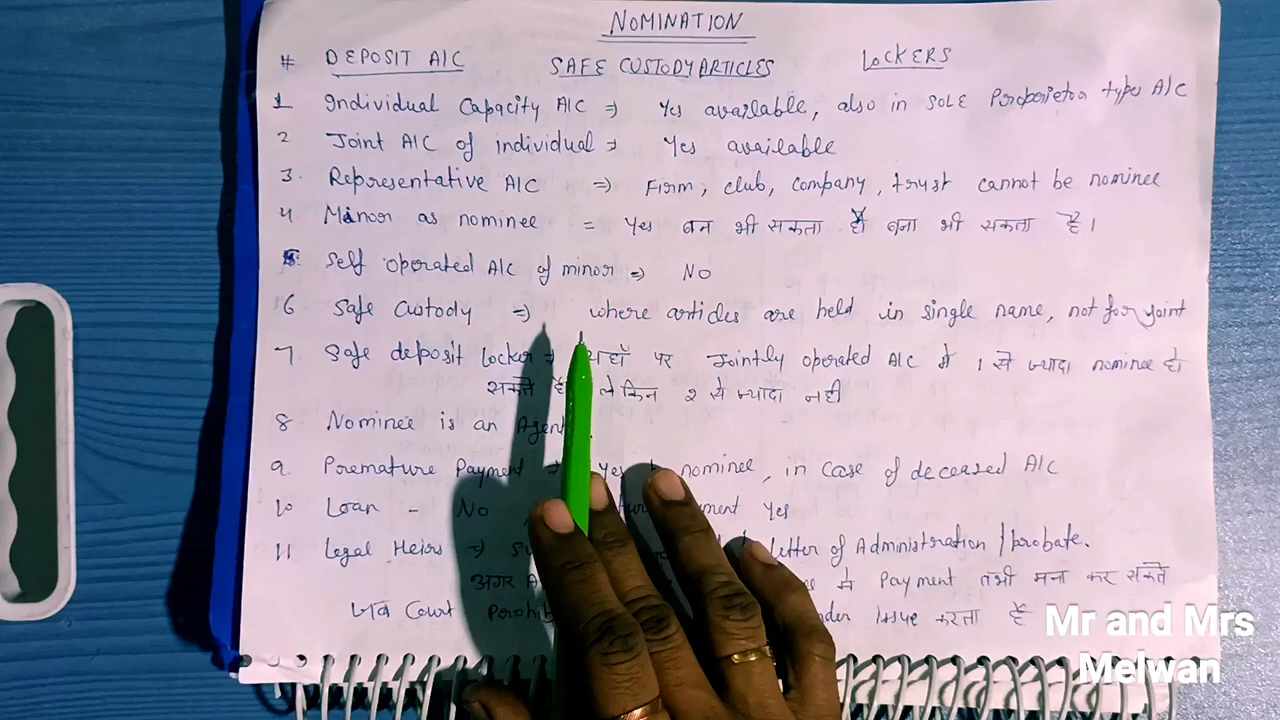 NOMINATION
# DEPOSIT A/C SAFE CUSTODY ARTICLES LOCKERS
1 Individual Capacity A/C ⇒ Yes available, also in SOLE Porperietor types A/C
2 Joint A/C of individual ⇒ Yes available
3. Representative A/C ⇒ Firm, club, company, trust cannot be nominee
4 Minor as nominee = Yes बन भी सकता है बना भी सकता है।
5. Self operated A/C of minor ⇒ No
6 Safe Custody ⇒ where articles are held in single name, not for joint
7. Safe deposit locker ⇒ यहाँ पर Jointly operated A/C में 1 से ज्यादा nominee हो
सकते हैं लेकिन 2 से ज्यादा नही
8 Nominee is an Agent.
9. Premature Payment ⇒ Yes nominee, in case of deceased A/C
10 Loan - No Yes
11 Legal Heirs ⇒ Letter of Administration / probate.
अगर में Payment तभी मना कर सकते
जब Court Issue करता है
Mr and Mrs
Melwan